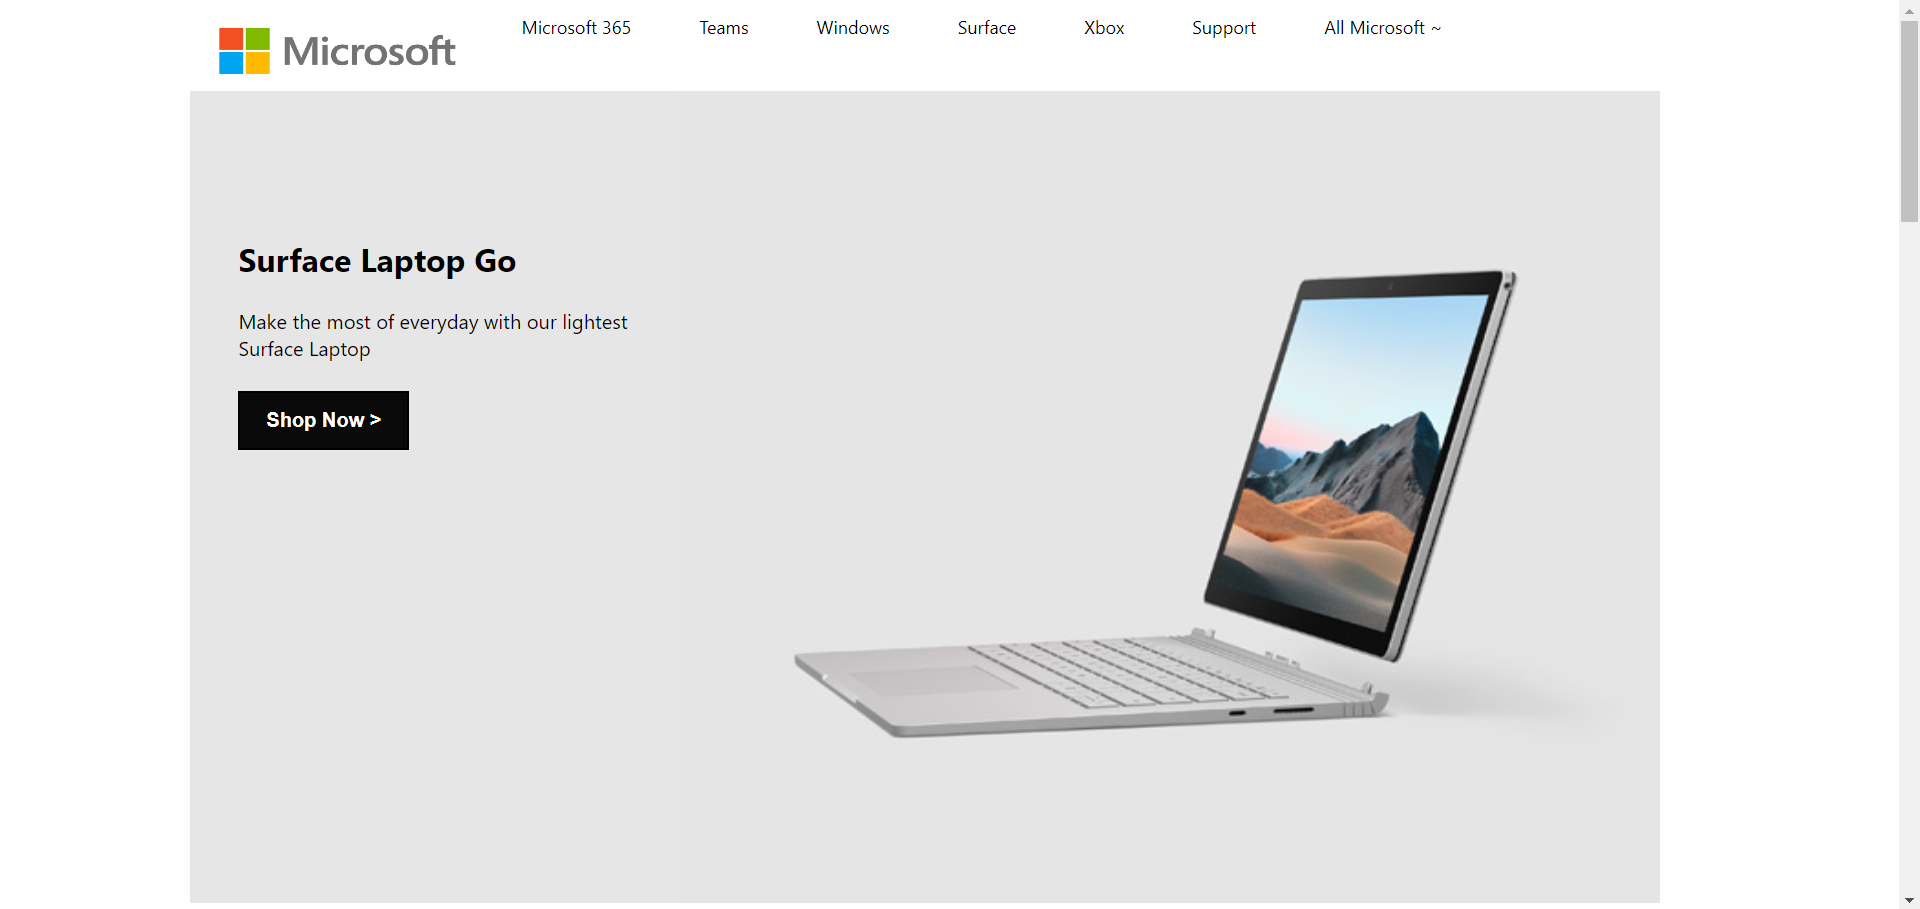 Microsoft
Microsoft 365 Teams Windows Surface Xbox Support All Microsoft ~
Surface Laptop Go
Make the most of everyday with our lightest
Surface Laptop
Shop Now >